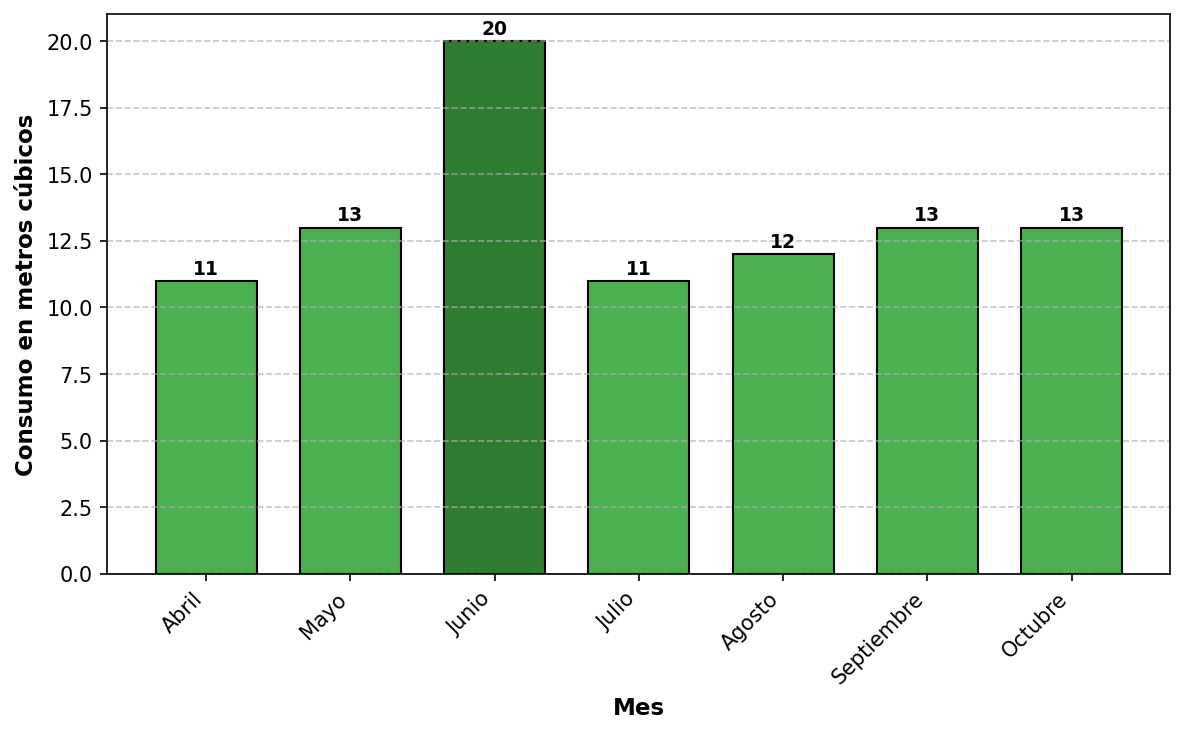 Consumo en metros cúbicos
20.0
17.5
15.0
12.5
10.0
7.5
5.0
2.5
0.0
11
13
20
11
12
13
13
Abril
Mayo
Junio
Julio
Agosto
Septiembre
Octubre
Mes